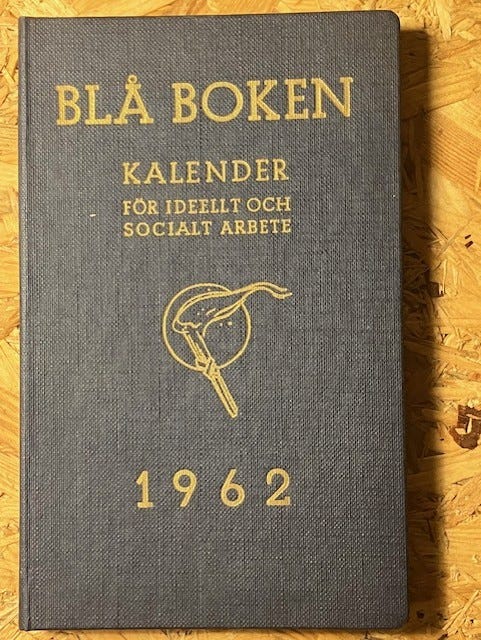 BLÅ BOKEN
KALENDER
FÖR IDEELLT OCH
SOCIALT ARBETE
1962